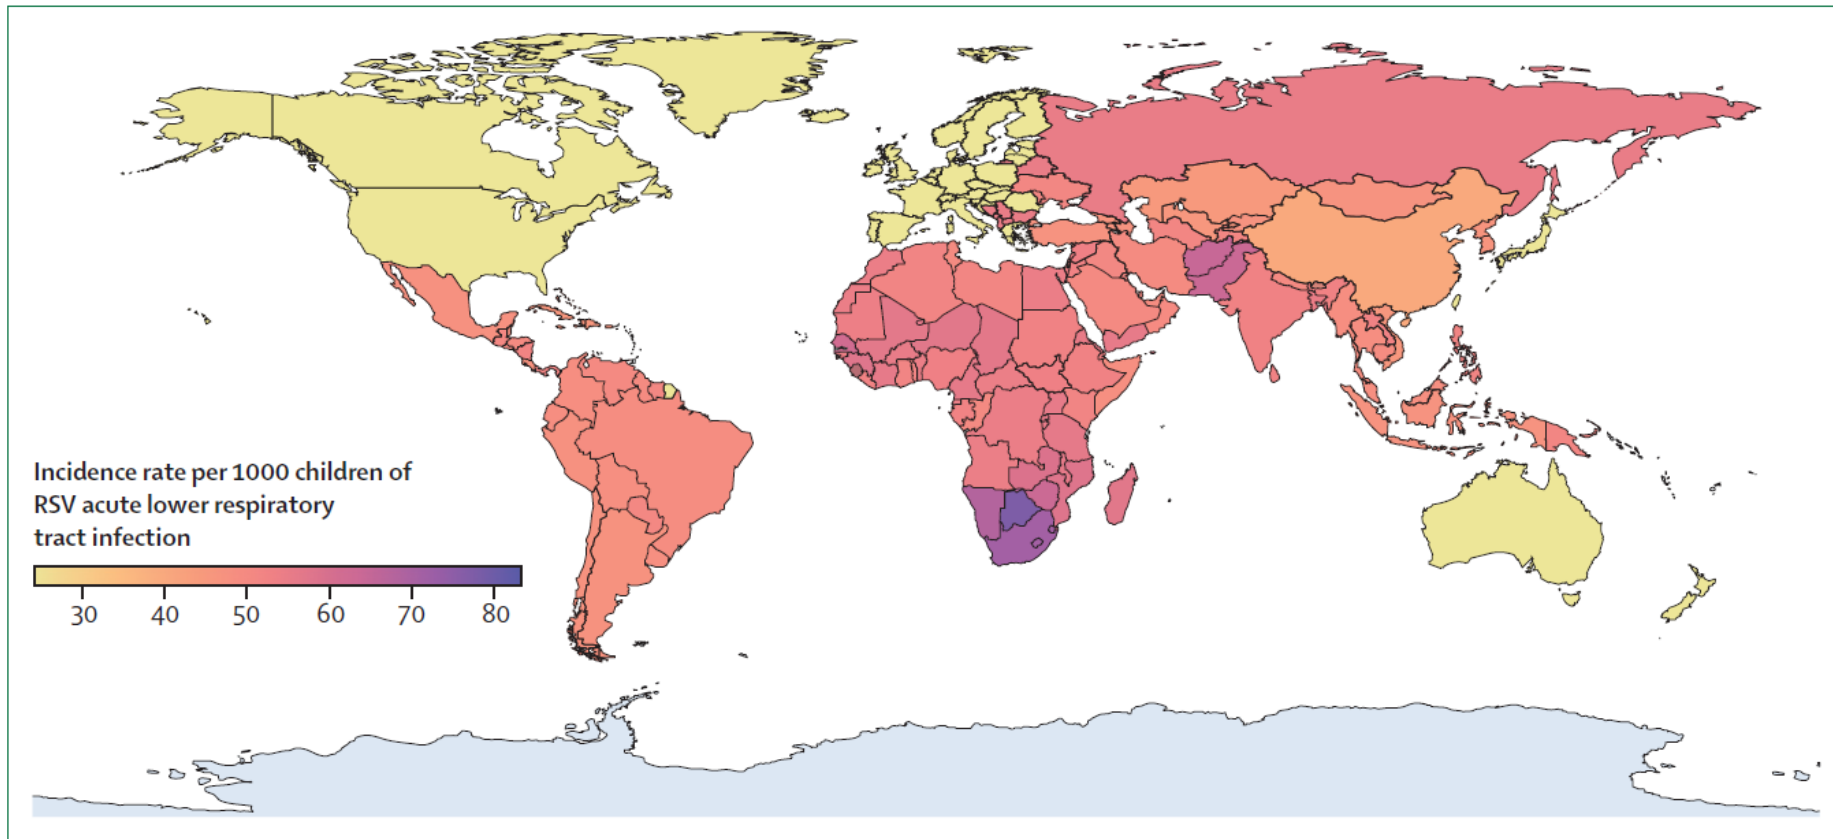 Incidence rate per 1000 children of
RSV acute lower respiratory
tract infection
30 40 50 60 70 80